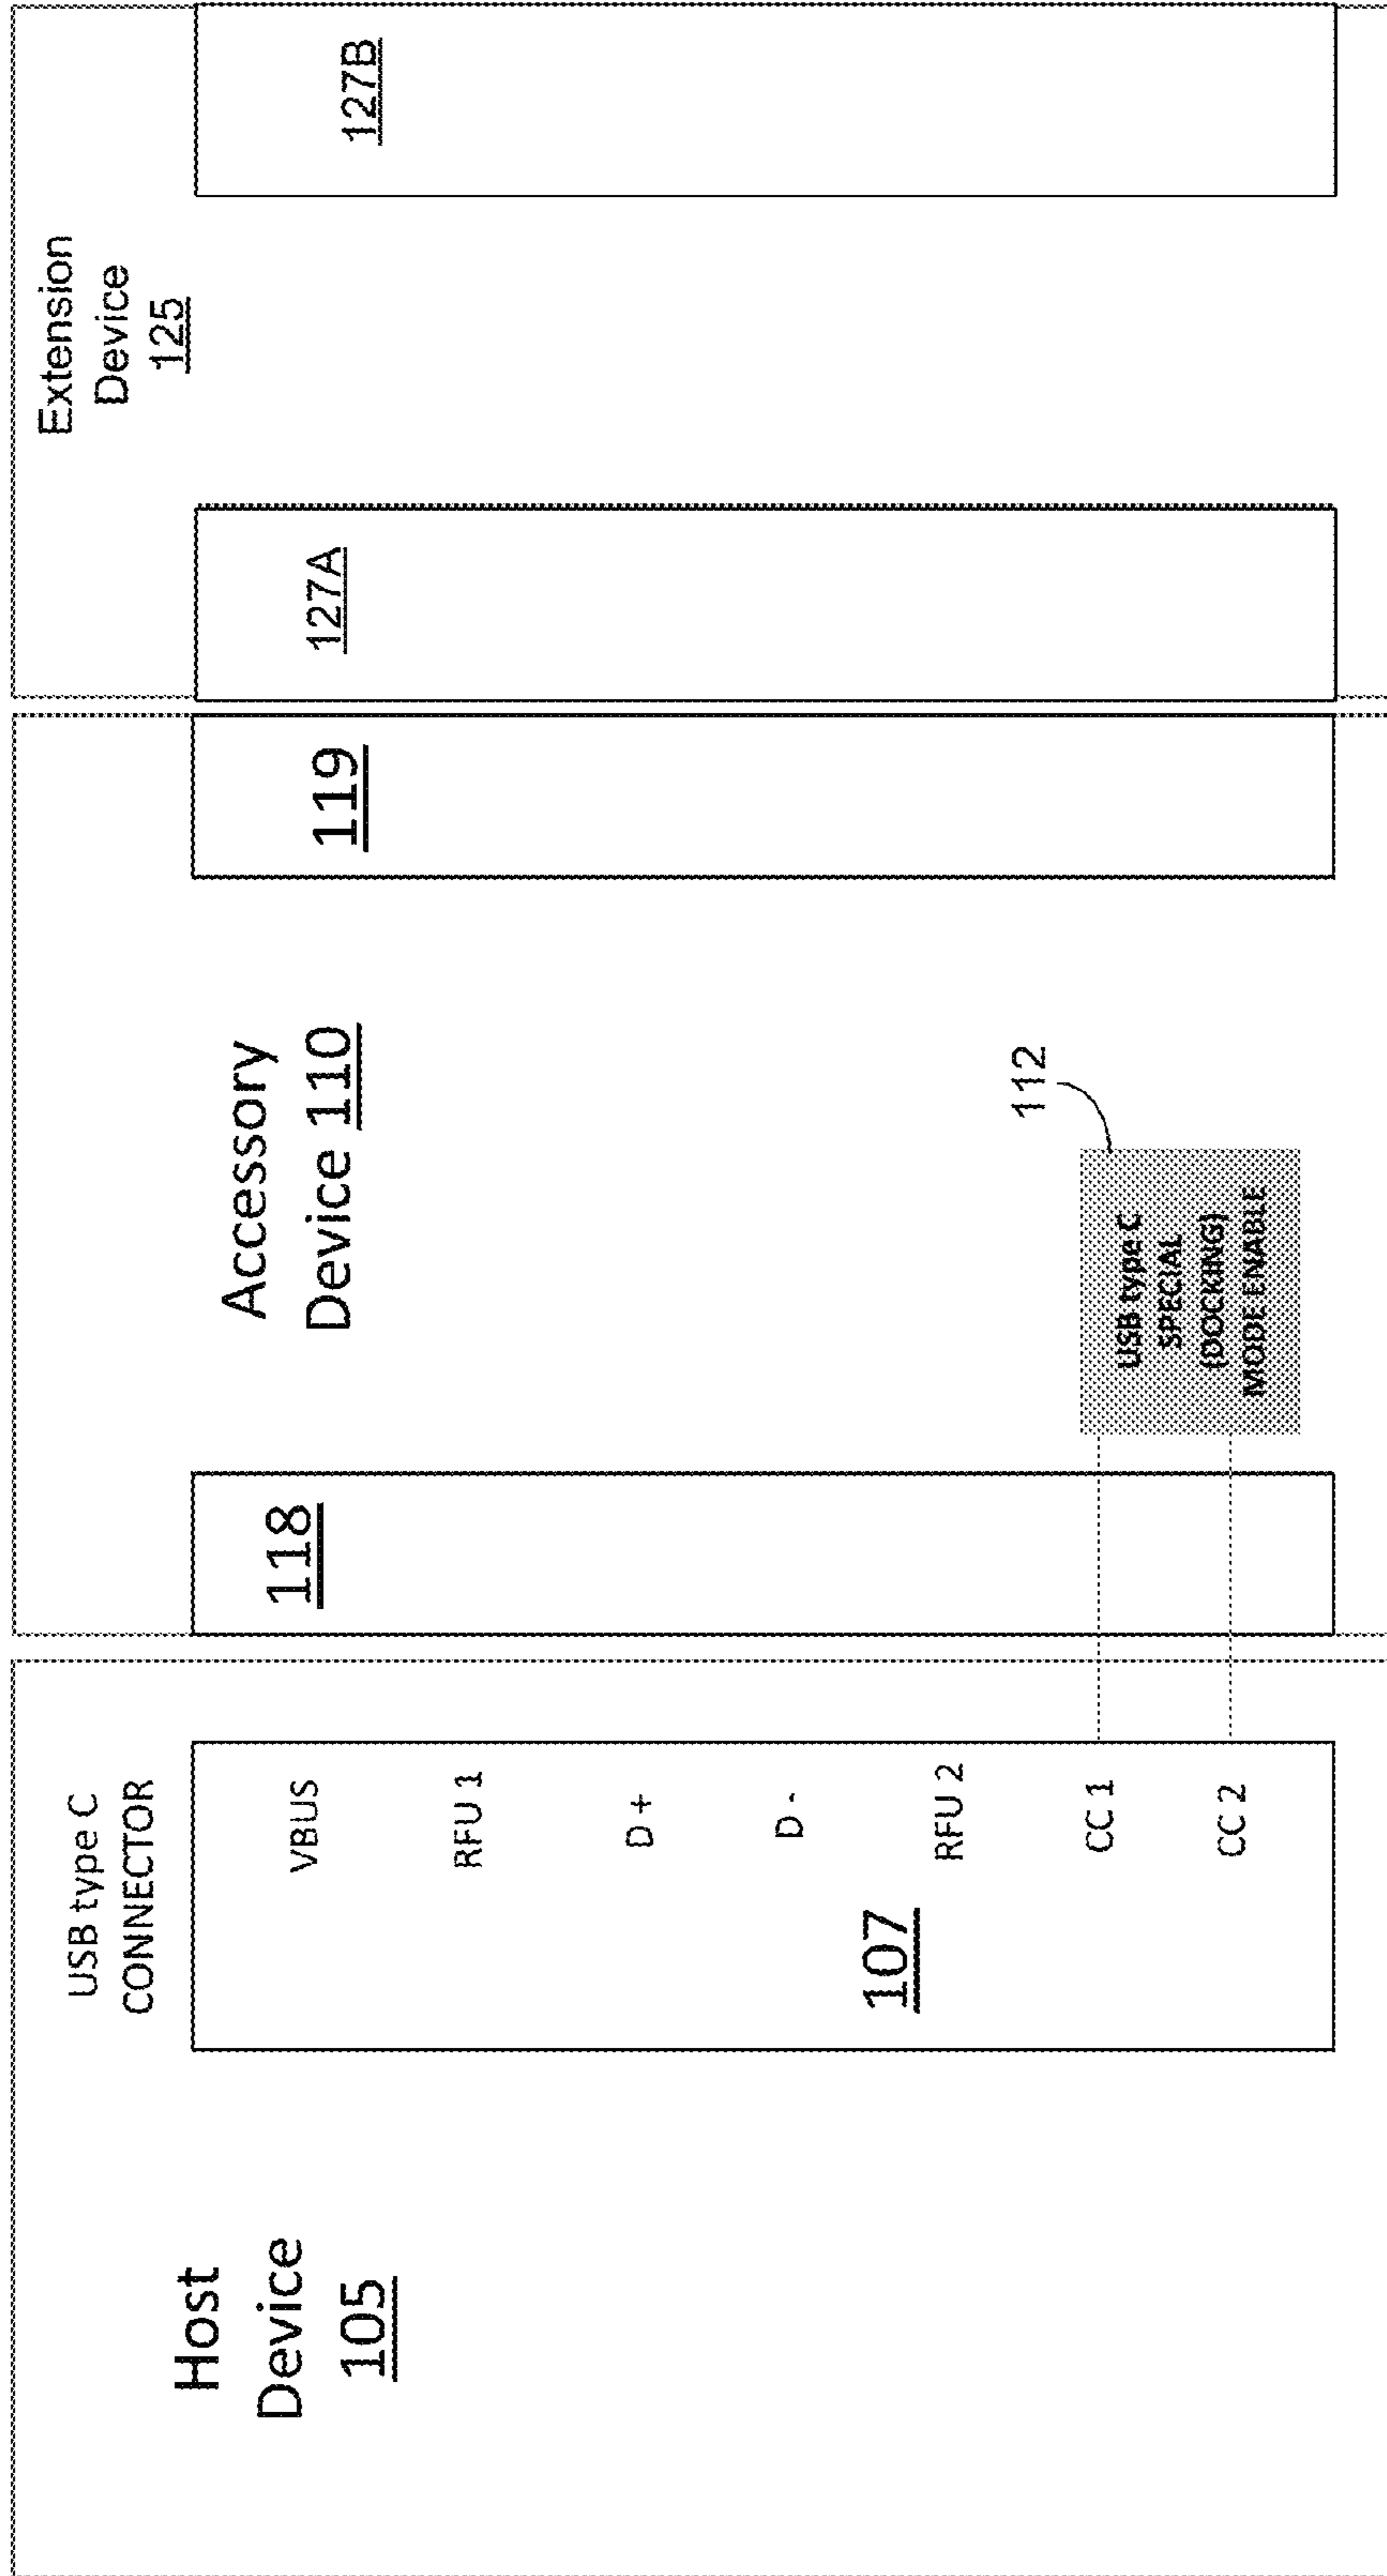 Host
Device
105
USB type C
CONNECTOR
VBUS
RFU 1
D +
D -
RFU 2
CC 1
CC 2
107
118
Accessory
Device 110
112
USB type C
SPECIAL
(DOCKING)
MODE ENABLE
119
Extension
Device
125
127A
127B